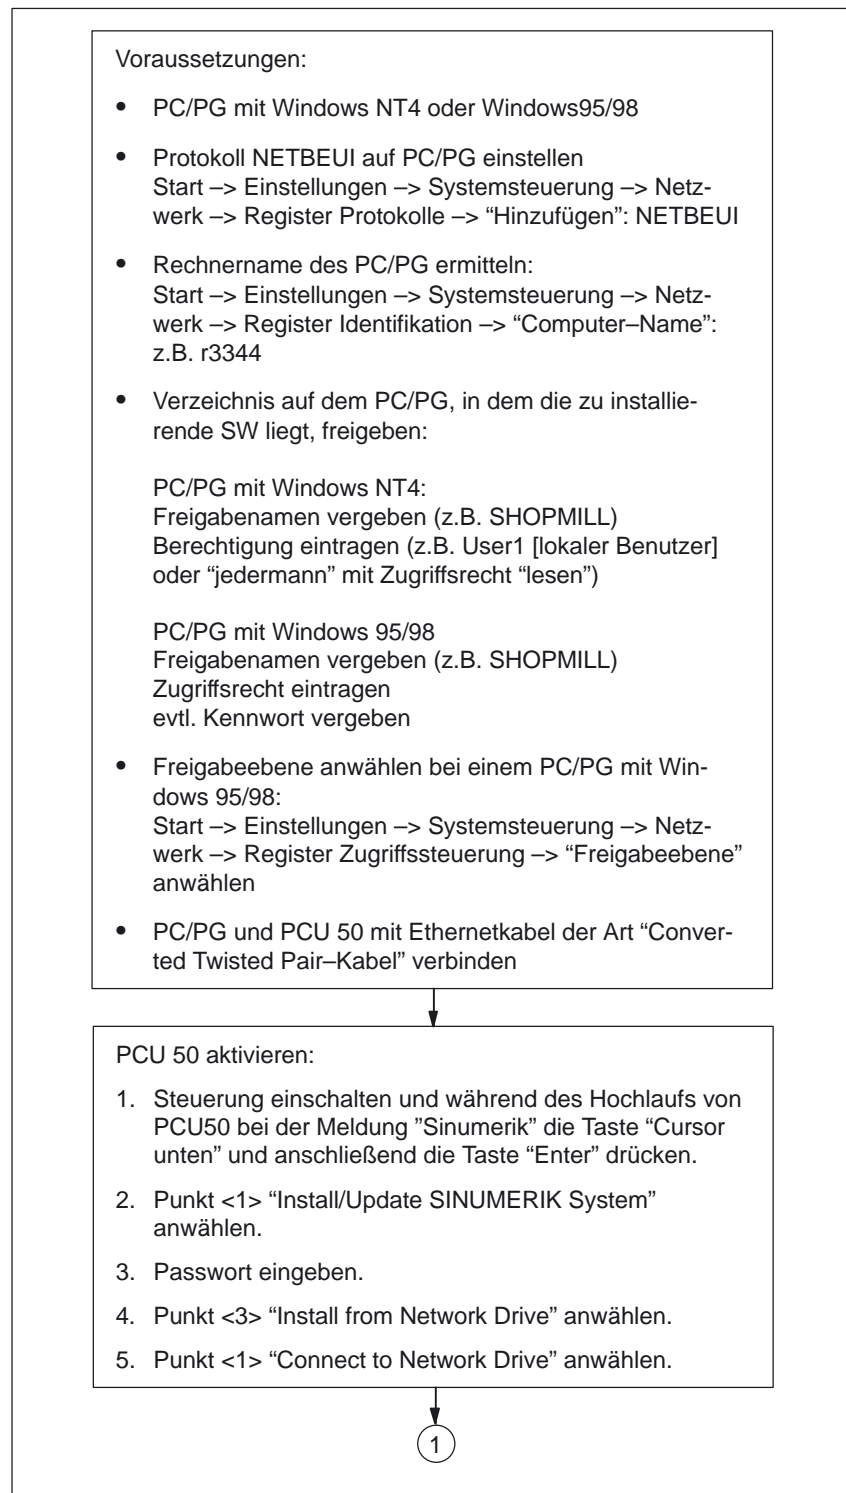 Voraussetzungen:
• PC/PG mit Windows NT4 oder Windows95/98
• Protokoll NETBEUI auf PC/PG einstellen
Start –> Einstellungen –> Systemsteuerung –> Netz-
werk –> Register Protokolle –> “Hinzufügen”: NETBEUI
• Rechnername des PC/PG ermitteln:
Start –> Einstellungen –> Systemsteuerung –> Netz-
werk –> Register Identifikation –> “Computer–Name”:
z.B. r3344
• Verzeichnis auf dem PC/PG, in dem die zu installie-
rende SW liegt, freigeben:
PC/PG mit Windows NT4:
Freigabenamen vergeben (z.B. SHOPMILL)
Berechtigung eintragen (z.B. User1 [lokaler Benutzer]
oder “jedermann” mit Zugriffsrecht “lesen”)
PC/PG mit Windows 95/98
Freigabenamen vergeben (z.B. SHOPMILL)
Zugriffsrecht eintragen
evtl. Kennwort vergeben
• Freigabeebene anwählen bei einem PC/PG mit Win-
dows 95/98:
Start –> Einstellungen –> Systemsteuerung –> Netz-
werk –> Register Zugriffssteuerung –> “Freigabeebene”
anwählen
• PC/PG und PCU 50 mit Ethernetkabel der Art “Conver-
ted Twisted Pair–Kabel” verbinden
PCU 50 aktivieren:
1. Steuerung einschalten und während des Hochlaufs von
PCU50 bei der Meldung ”Sinumerik” die Taste “Cursor
unten” und anschließend die Taste “Enter” drücken.
2. Punkt <1> “Install/Update SINUMERIK System”
anwählen.
3. Passwort eingeben.
4. Punkt <3> “Install from Network Drive” anwählen.
5. Punkt <1> “Connect to Network Drive” anwählen.
1